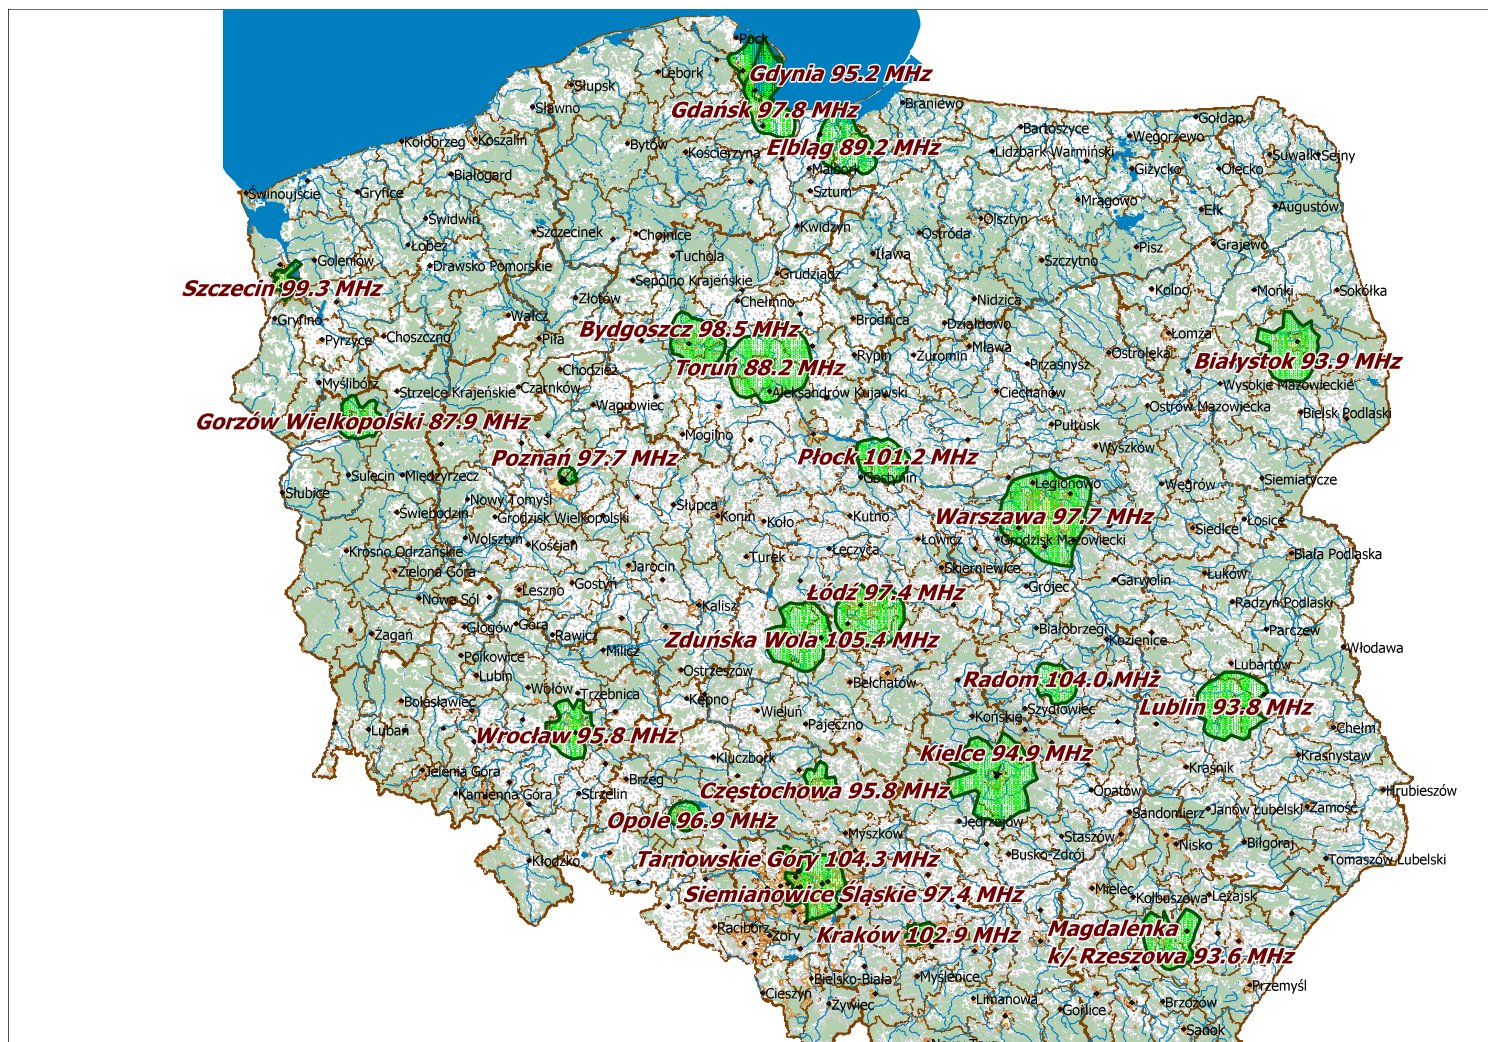 Puck
Gdynia 95.2 MHz
Lębork
Słupsk
Sławno
Gdańsk 97.8 MHz
Braniewo
Gołdap
Bartoszyce
Węgorzewo
Kołobrzeg
Koszalin
Bytów
Kościerzyna
Elbląg 89.2 MHz
Lidzbark Warmiński
Suwałki
Sejny
Malbork
Giżycko
Olecko
Białogard
Świnoujście
Gryfice
Sztum
Mrągowo
Ełk
Augustów
Świdwin
Szczecinek
Chojnice
Kwidzyn
Olsztyn
Ostróda
Łobez
Pisz
Grajewo
Goleniów
Drawsko Pomorskie
Tuchola
Iława
Szczytno
Szczecin 99.3 MHz
Sępólno Krajeńskie
Grudziądz
Kolno
Mońki
Sokółka
Złotów
Chełmno
Nidzica
Gryfino
Wałcz
Bydgoszcz 98.5 MHz
Brodnica
Działdowo
Łomża
Pyrzyce
Choszczno
Piła
Rypin
Żuromin
Mława
Przasnysz
Ostrołęka
Białystok 93.9 MHz
Chodzież
Toruń 88.2 MHz
Myślibórz
Strzelce Krajeńskie
Czarnków
Aleksandrów Kujawski
Ciechanów
Wysokie Mazowieckie
Wągrowiec
Ostrów Mazowiecka
Bielsk Podlaski
Gorzów Wielkopolski 87.9 MHz
Mogilno
Pułtusk
Wyszków
Poznań 97.7 MHz
Płock 101.2 MHz
Sulęcin
Międzyrzecz
Gostynin
Legionowo
Węgrów
Siemiatycze
Słubice
Nowy Tomyśl
Słupca
Świebodzin
Grodzisk Wielkopolski
Konin
Koło
Kutno
Warszawa 97.7 MHz
Siedlce
Łosice
Wolsztyn
Kościan
Łowicz
Grodzisk Mazowiecki
Krosno Odrzańskie
Turek
Łęczyca
Biała Podlaska
Zielona Góra
Jarocin
Skierniewice
Łuków
Leszno
Gostyń
Grójec
Garwolin
Nowa Sól
Kalisz
Łódź 97.4 MHz
Radzyń Podlaski
Żagań
Głogów
Góra
Rawicz
Białobrzegi
Kozienice
Parczew
Zduńska Wola 105.4 MHz
Włodawa
Polkowice
Milicz
Lubin
Ostrzeszów
Bełchatów
Radom 104.0 MHz
Lubartów
Bolesławiec
Wołów
Trzebnica
Kępno
Wieluń
Szydłowiec
Lublin 93.8 MHz
Lubań
Wrocław 95.8 MHz
Pajęczno
Końskie
Chełm
Kluczbork
Kielce 94.9 MHz
Krasnystaw
Jelenia Góra
Brzeg
Kraśnik
Kamienna Góra
Strzelin
Częstochowa 95.8 MHz
Opatów
Hrubieszów
Opole 96.9 MHz
Jędrzejów
Sandomierz
Janów Lubelski
Zamość
Myszków
Staszów
Nisko
Biłgoraj
Kłodzko
Tarnowskie Góry 104.3 MHz
Busko-Zdrój
Tomaszów Lubelski
Siemianowice Śląskie 97.4 MHz
Mielec
Kolbuszowa
Leżajsk
Racibórz
Żory
Kraków 102.9 MHz
Magdalenka
k/ Rzeszowa 93.6 MHz
Bielsko-Biała
Myślenice
Przemyśl
Cieszyn
Żywiec
Limanowa
Gorlice
Brzozów
Sanok